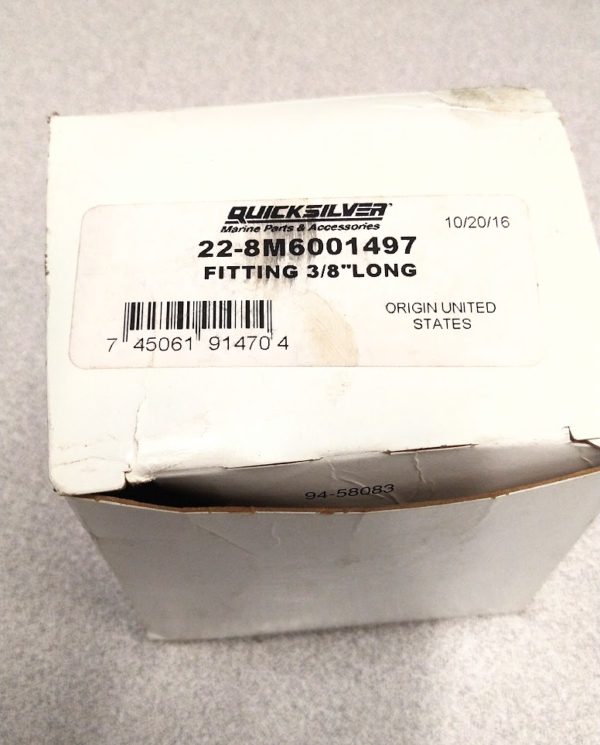 QUICKSILVER
Marine Parts & Accessories
10/20/16
22-8M6001497
FITTING 3/8"LONG
ORIGIN UNITED
STATES
7 45061 91470 4
94-58083